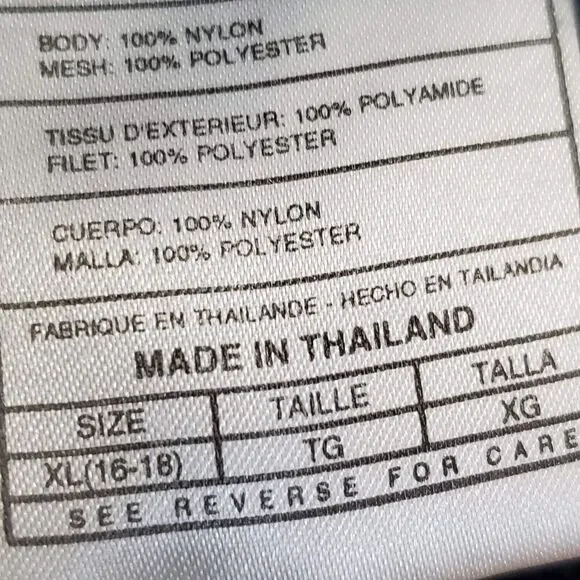 BODY: 100% NYLON
MESH: 100% POLYESTER
TISSU D'EXTERIEUR: 100% POLYAMIDE
FILET: 100% POLYESTER
CUERPO: 100% NYLON
MALLA: 100% POLYESTER
FABRIQUE EN THAILANDE - HECHO EN TAILANDIA
MADE IN THAILAND
SIZE TAILLE TALLA
XL(16-18) TG XG
SEE REVERSE FOR CARE